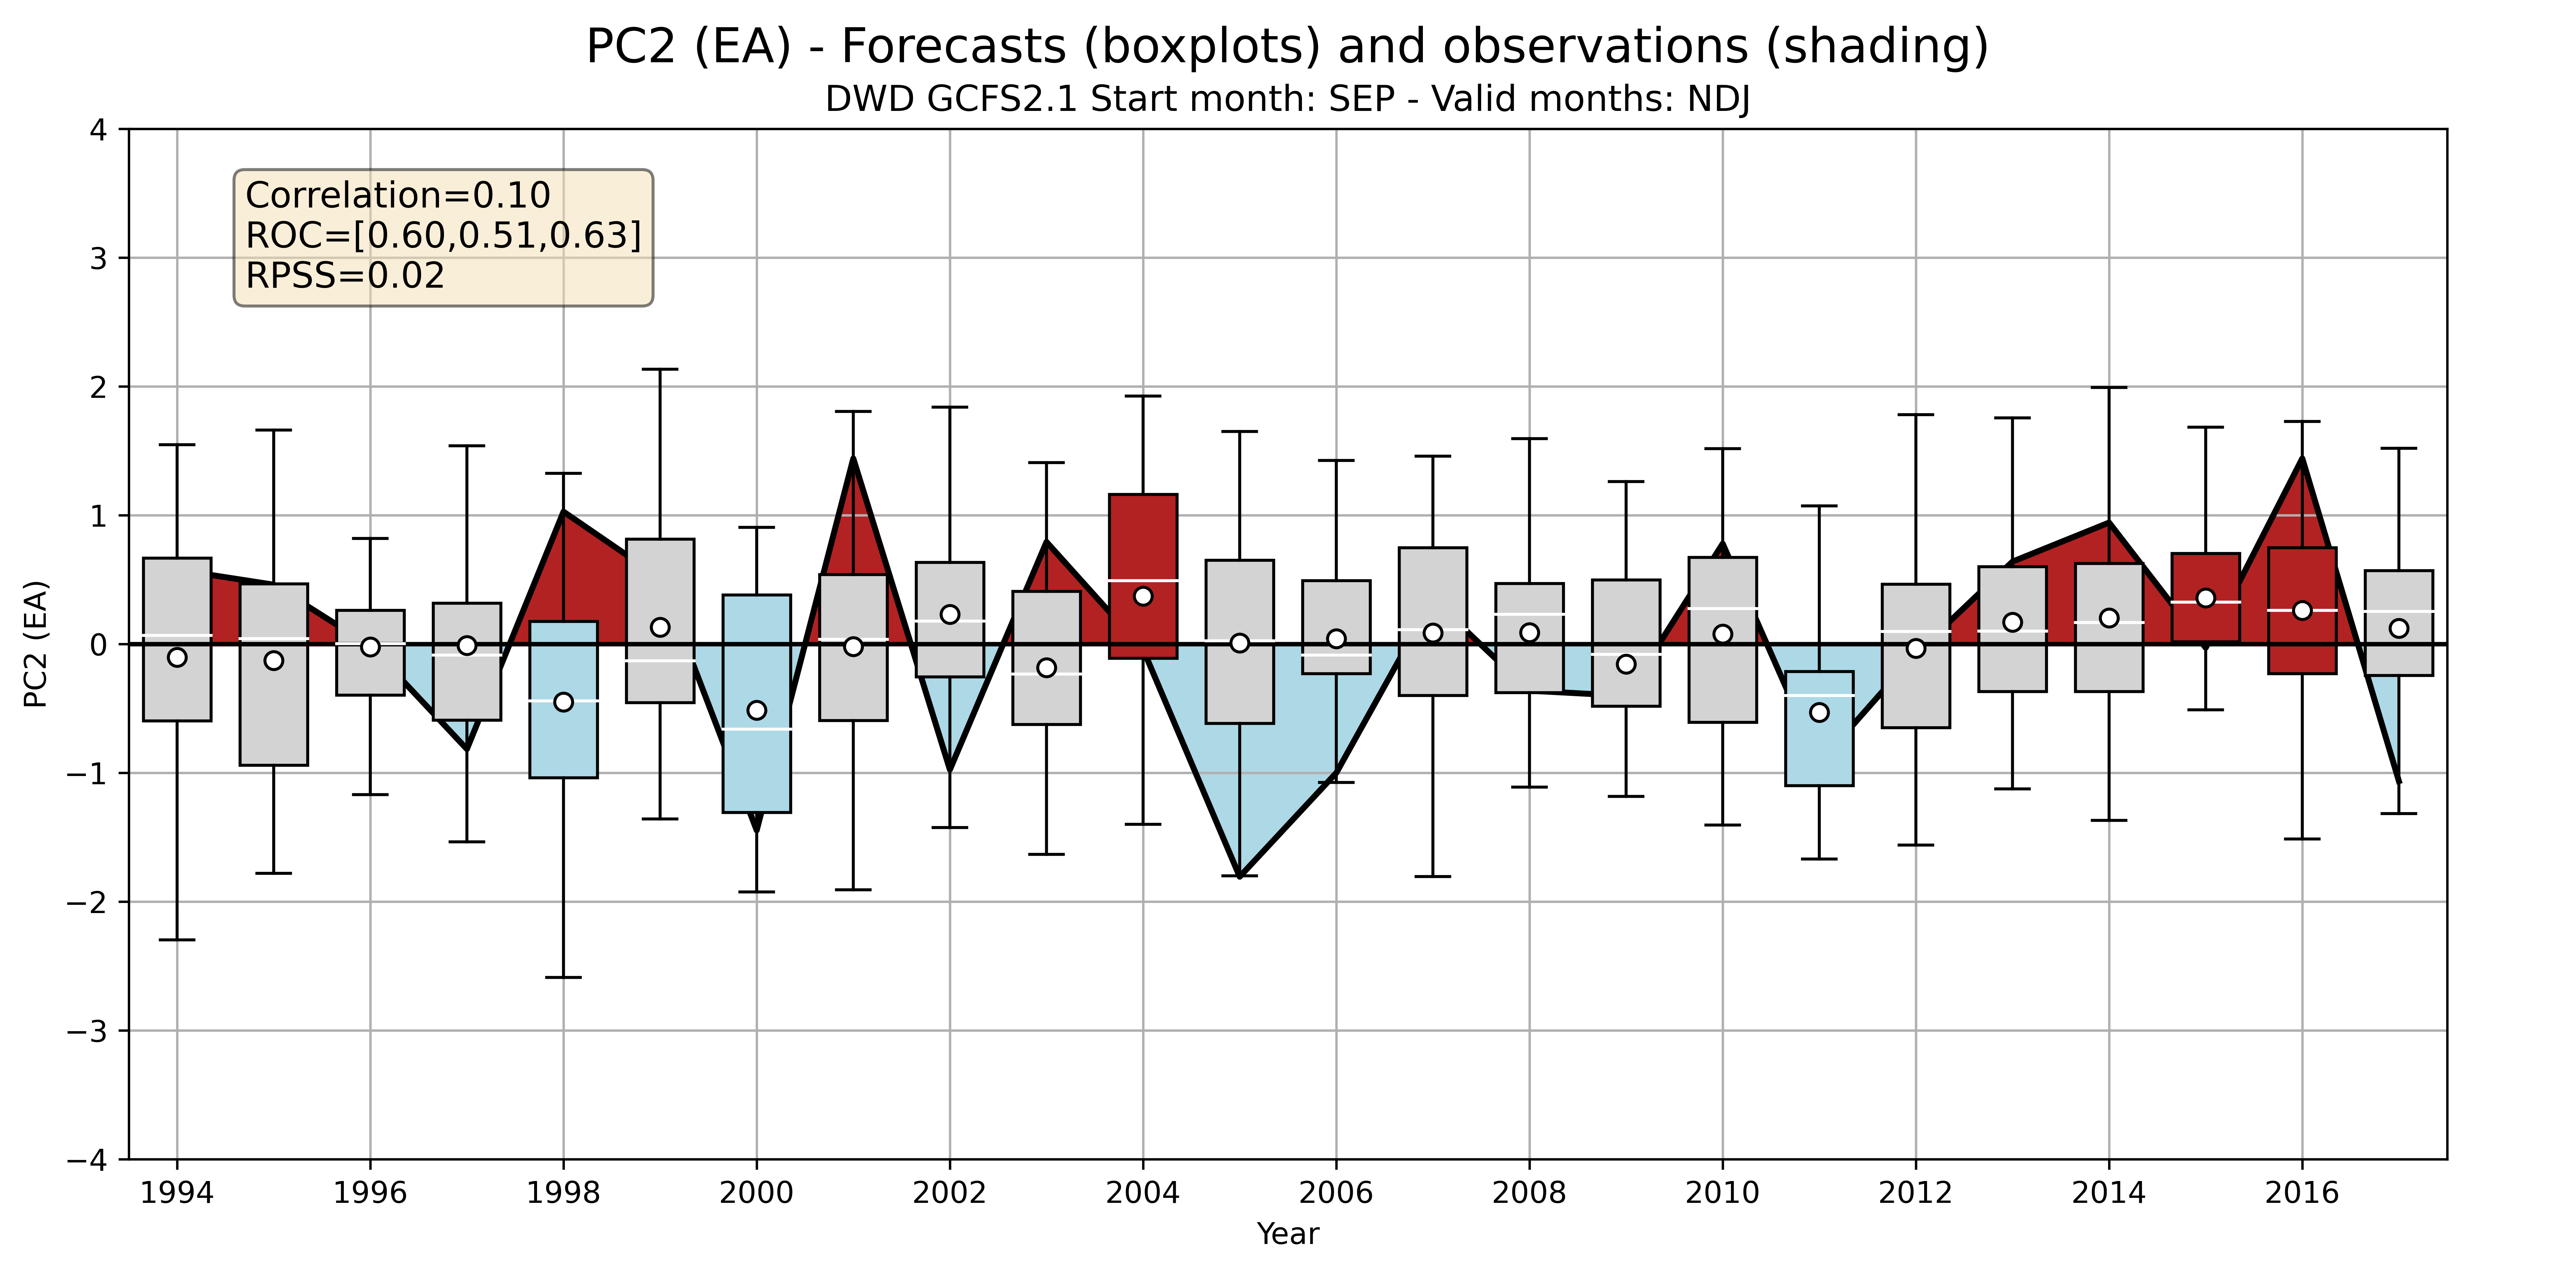 PC2 (EA) - Forecasts (boxplots) and observations (shading)
DWD GCFS2.1 Start month: SEP - Valid months: NDJ
Correlation=0.10
ROC=[0.60,0.51,0.63]
RPSS=0.02
PC2 (EA)
4
3
2
1
0
−1
−2
−3
−4
1994 1996 1998 2000 2002 2004 2006 2008 2010 2012 2014 2016
Year